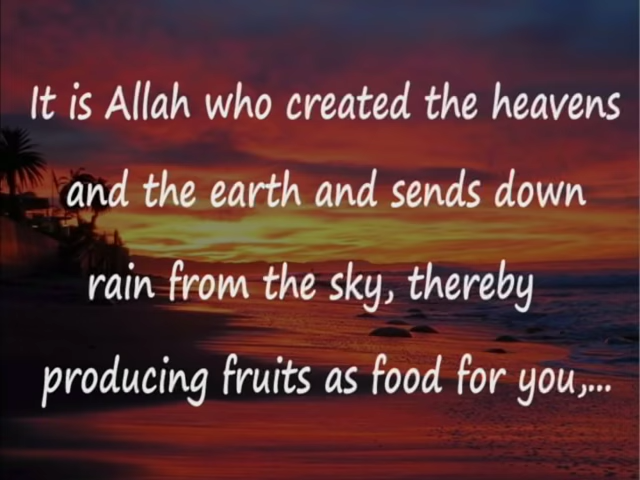 It is Allah who created the heavens
and the earth and sends down
rain from the sky, thereby
producing fruits as food for you,...